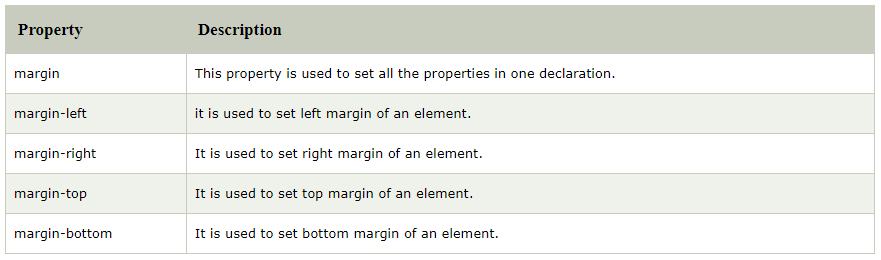 Property Description
margin This property is used to set all the properties in one declaration.
margin-left it is used to set left margin of an element.
margin-right It is used to set right margin of an element.
margin-top It is used to set top margin of an element.
margin-bottom It is used to set bottom margin of an element.